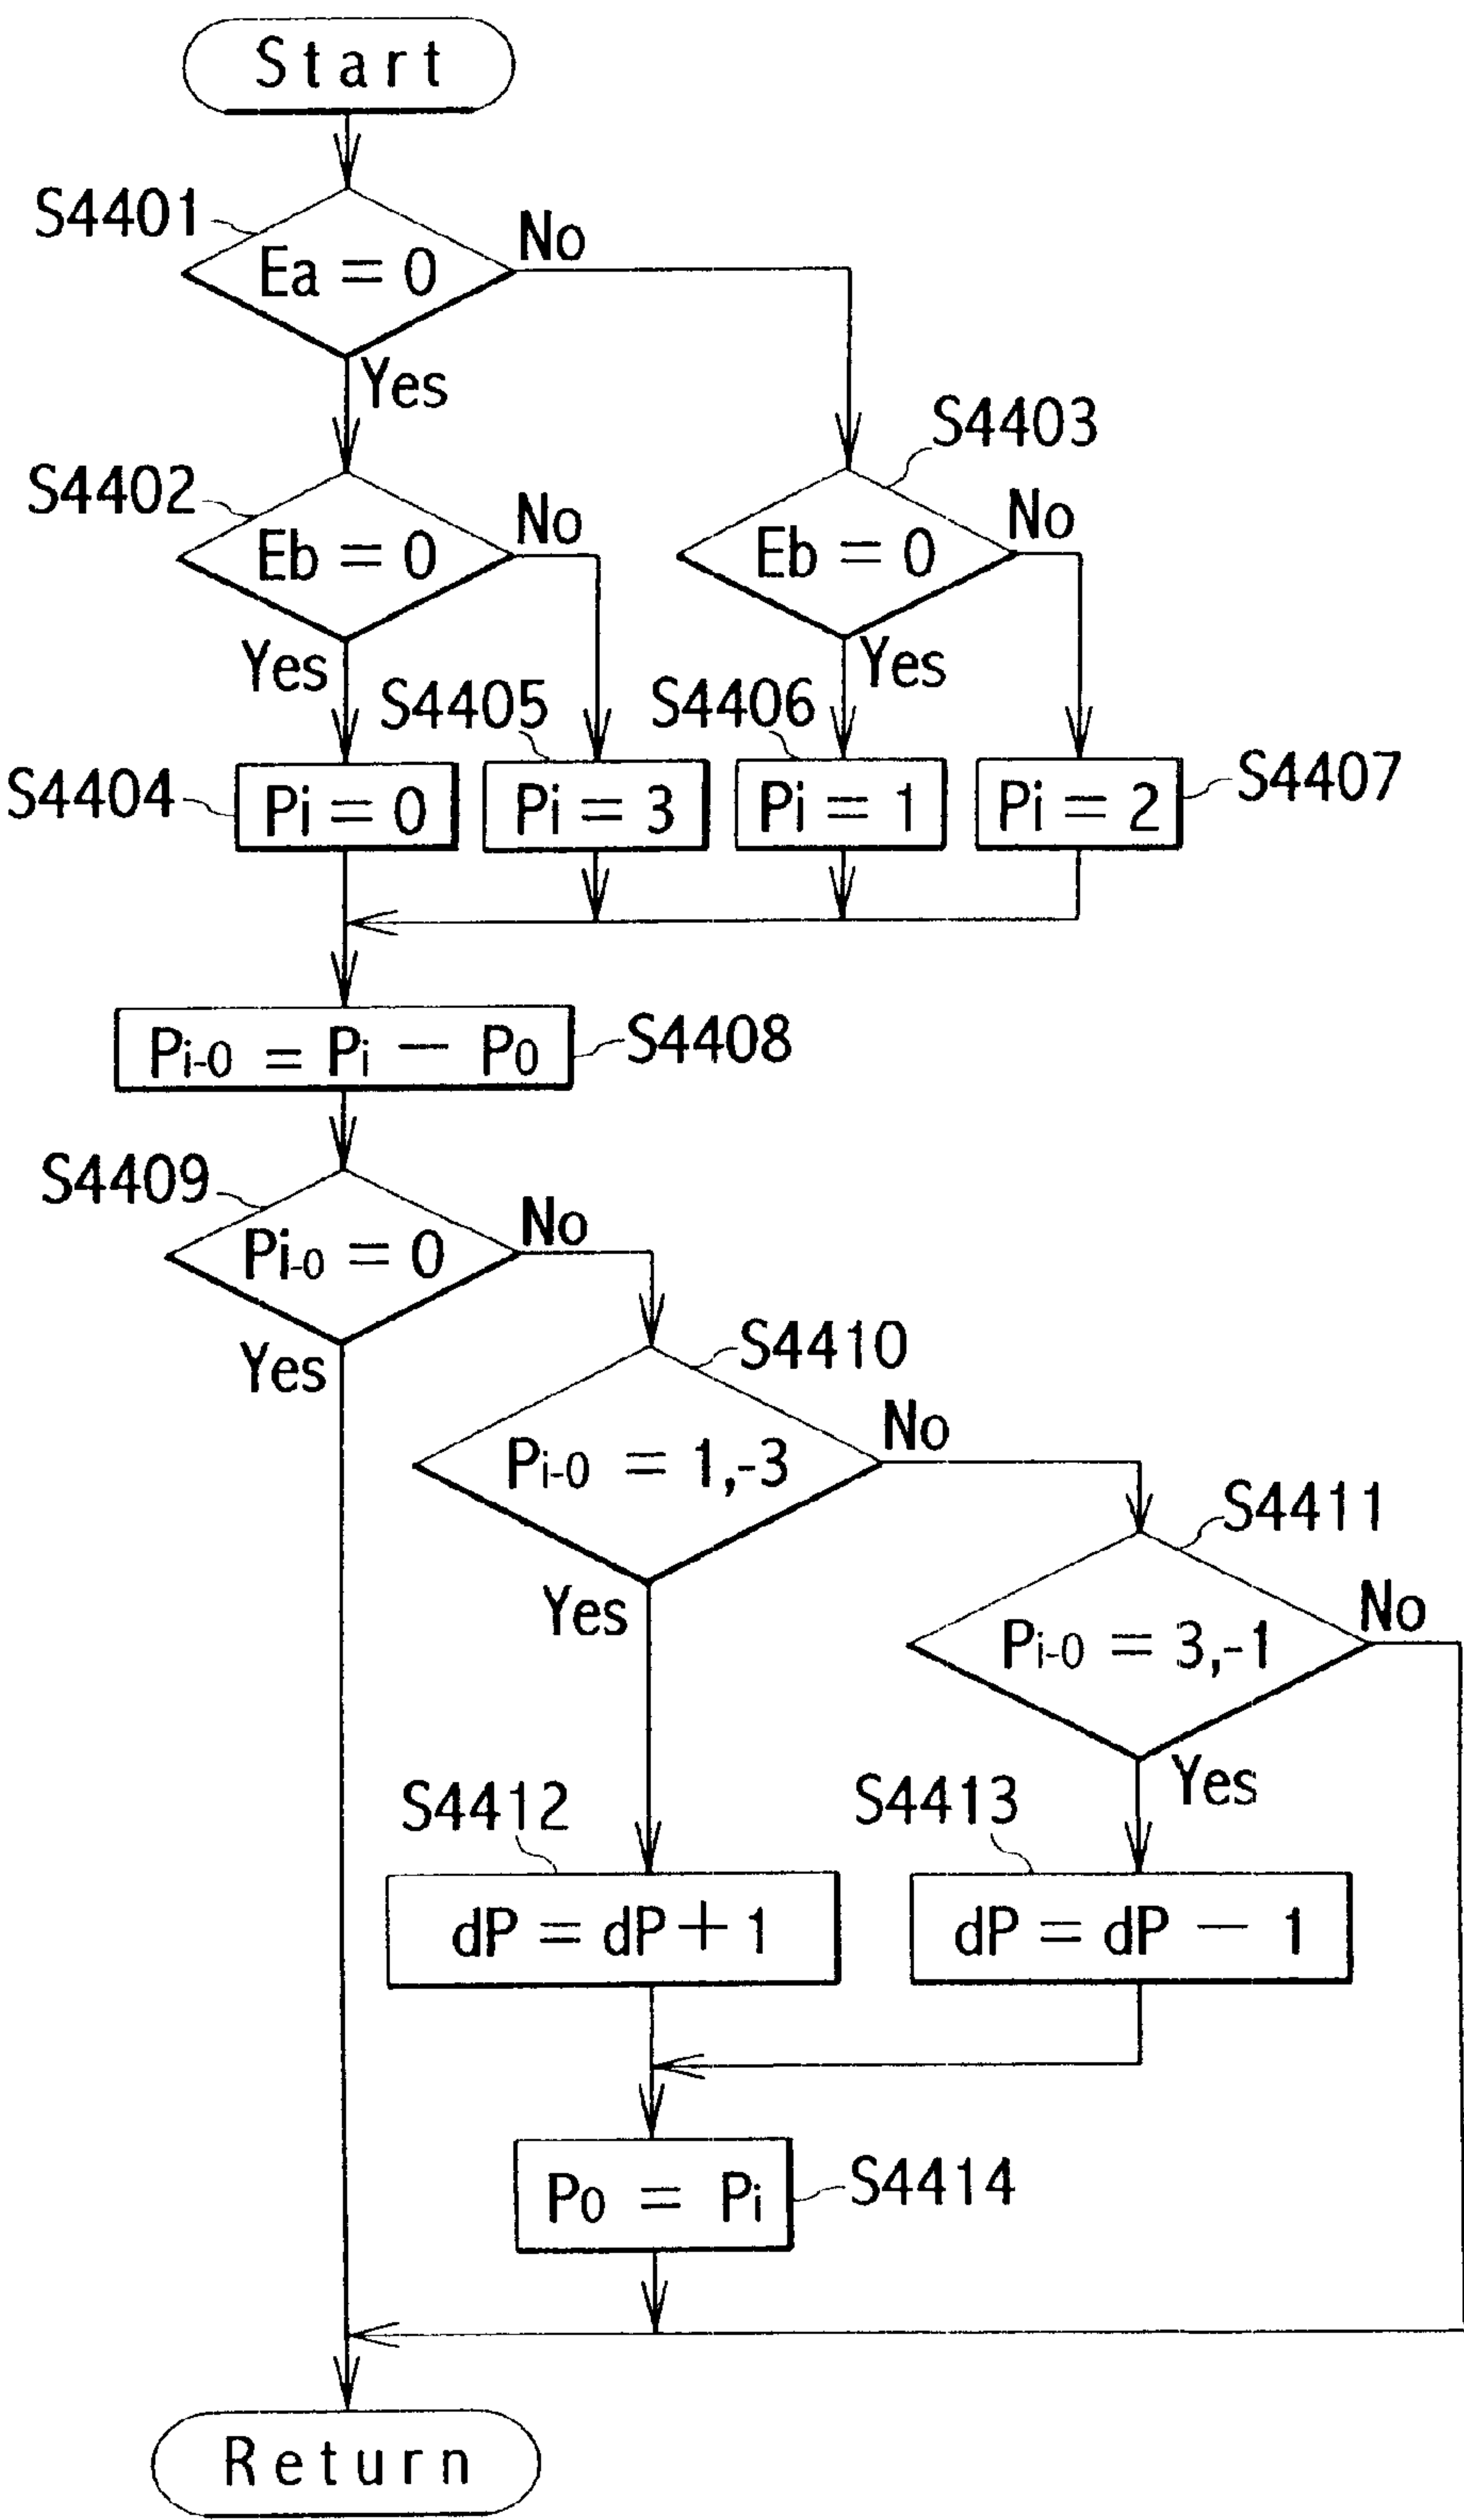 Start
S4401
Ea = 0
No
Yes
S4402
Eb = 0
No
Yes
S4403
Eb = 0
No
Yes
S4404
Pi = 0
S4405
Pi = 3
S4406
Pi = 1
S4407
Pi = 2
Pi-0 = Pi − P0
S4408
S4409
Pi-0 = 0
No
Yes
S4410
Pi-0 = 1,-3
No
Yes
S4411
Pi-0 = 3,-1
No
Yes
S4412
dP = dP + 1
S4413
dP = dP − 1
P0 = Pi
S4414
Return